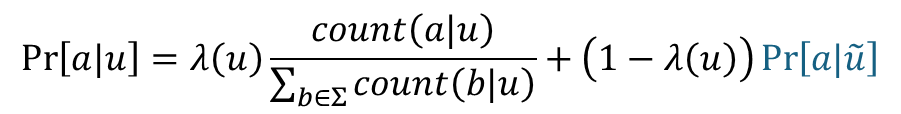 Pr[a|u] = λ(u) count(a|u) / ∑_{b∈Σ} count(b|u) + (1 − λ(u)) Pr[a|ũ]